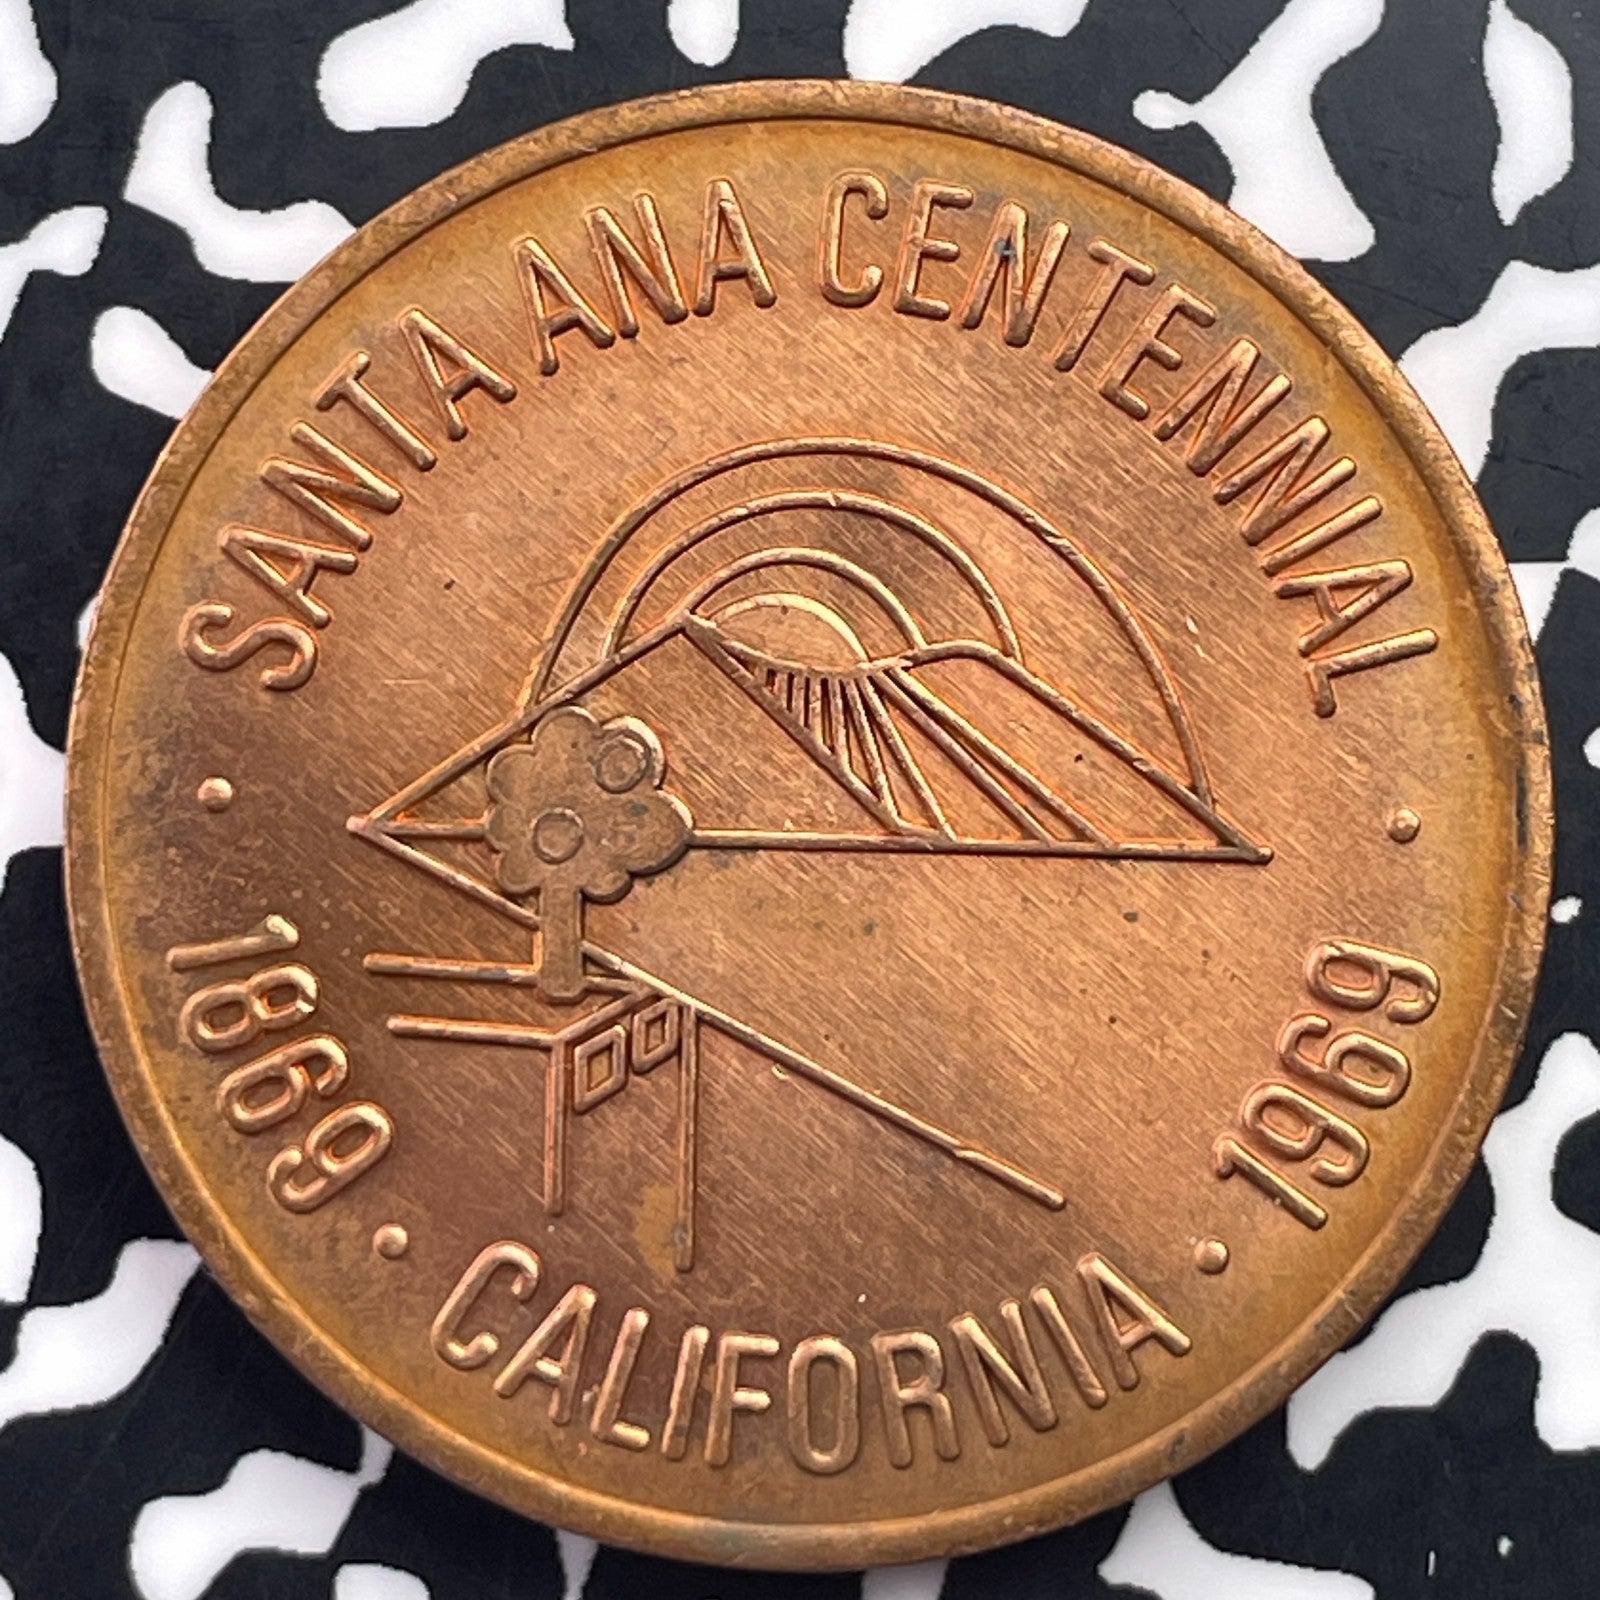 SANTA ANA CENTENNIAL
1869 · CALIFORNIA · 1969